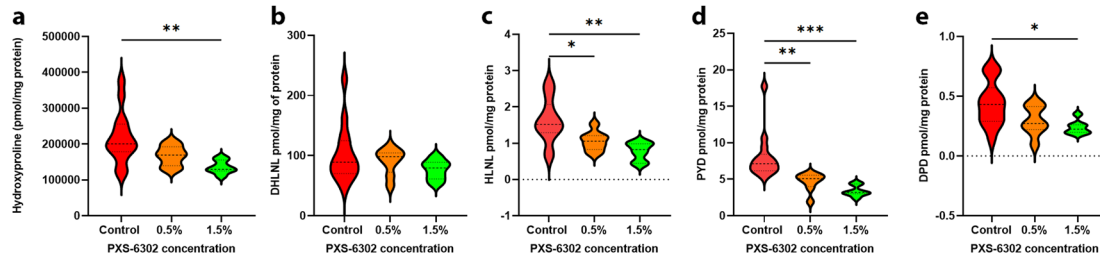 a
**
Hydroxyproline (pmol/mg protein)
500000
400000
300000
200000
100000
0
Control 0.5% 1.5%
PXS-6302 concentration
b
DHLNL pmol/mg of protein
300
200
100
0
Control 0.5% 1.5%
PXS-6302 concentration
c
**
*
HLNL pmol/mg protein
4
3
2
1
0
-1
Control 0.5% 1.5%
PXS-6302 concentration
d
***
**
PYD pmol/mg protein
25
20
15
10
5
0
Control 0.5% 1.5%
PXS-6302 concentration
e
*
DPD pmol/mg protein
1.0
0.5
0.0
-0.5
Control 0.5% 1.5%
PXS-6302 concentration